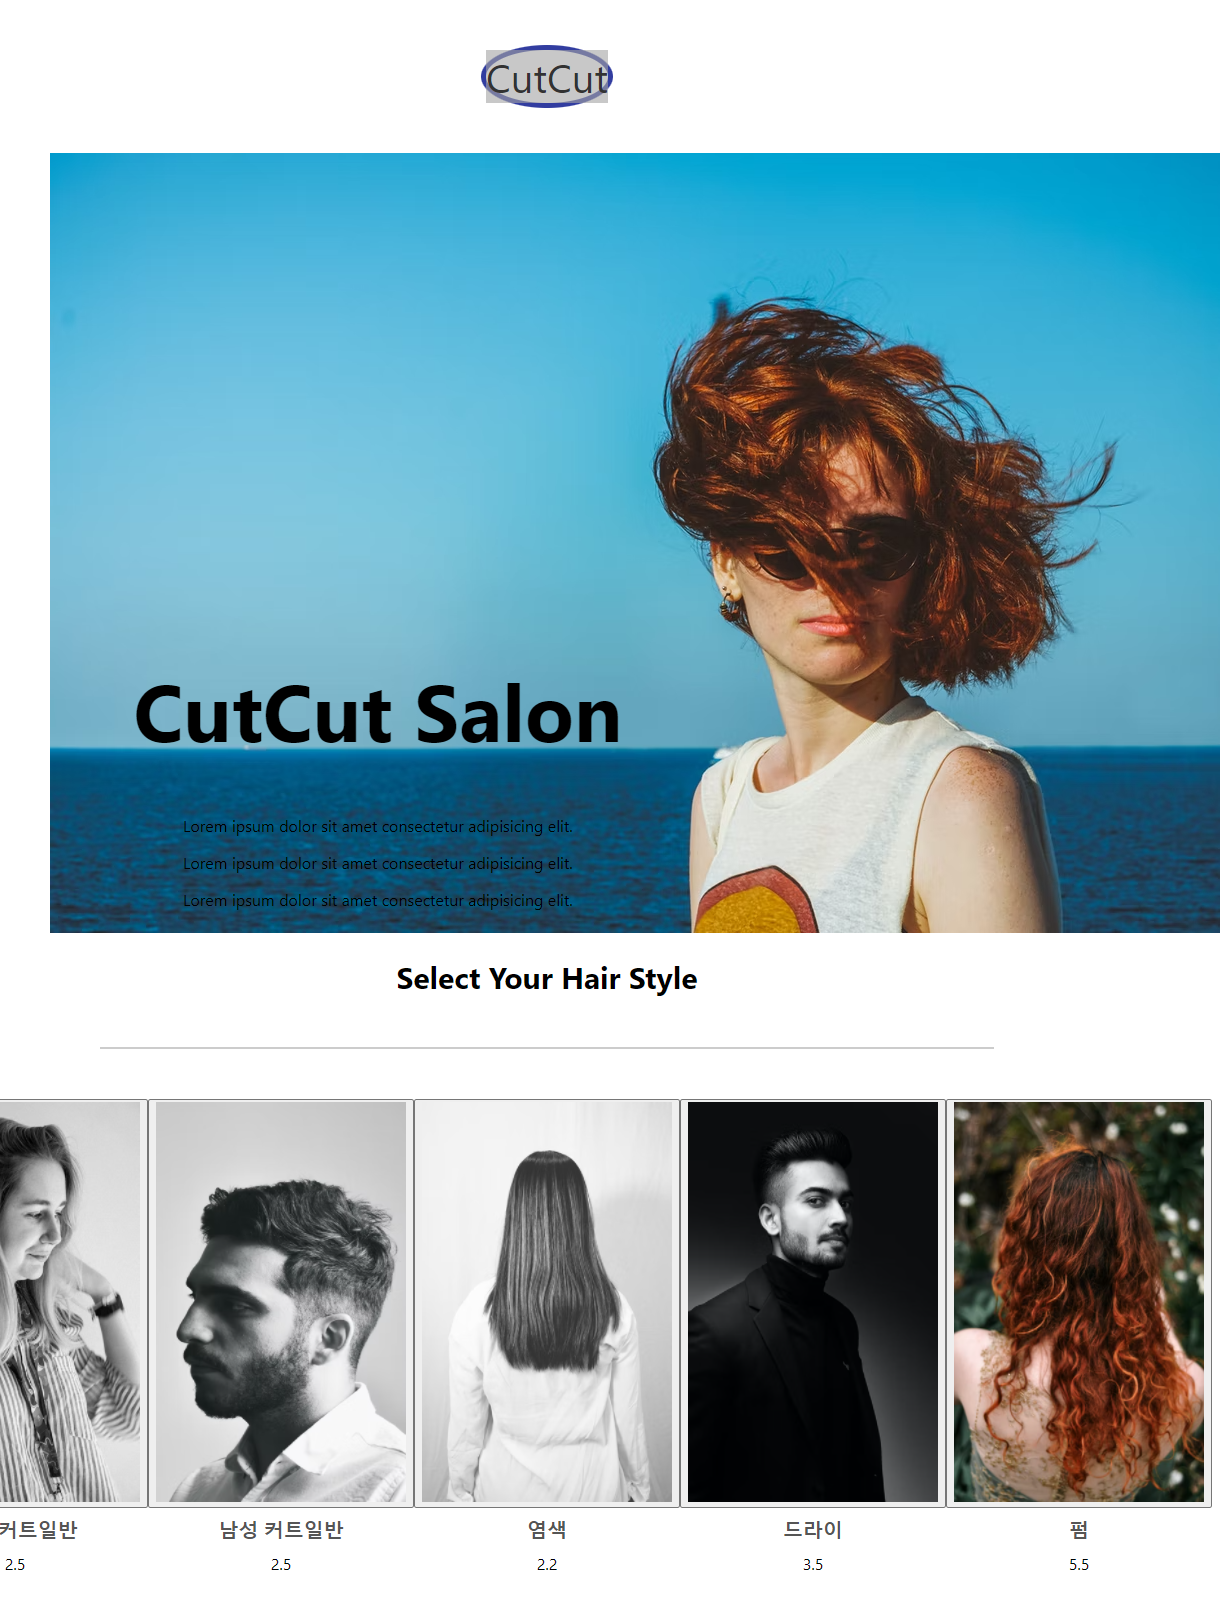 CutCut
CutCut Salon
Lorem ipsum dolor sit amet consectetur adipisicing elit.
Lorem ipsum dolor sit amet consectetur adipisicing elit.
Lorem ipsum dolor sit amet consectetur adipisicing elit.
Select Your Hair Style
커트일반 남성 커트일반 염색 드라이 펌
2.5 2.5 2.2 3.5 5.5